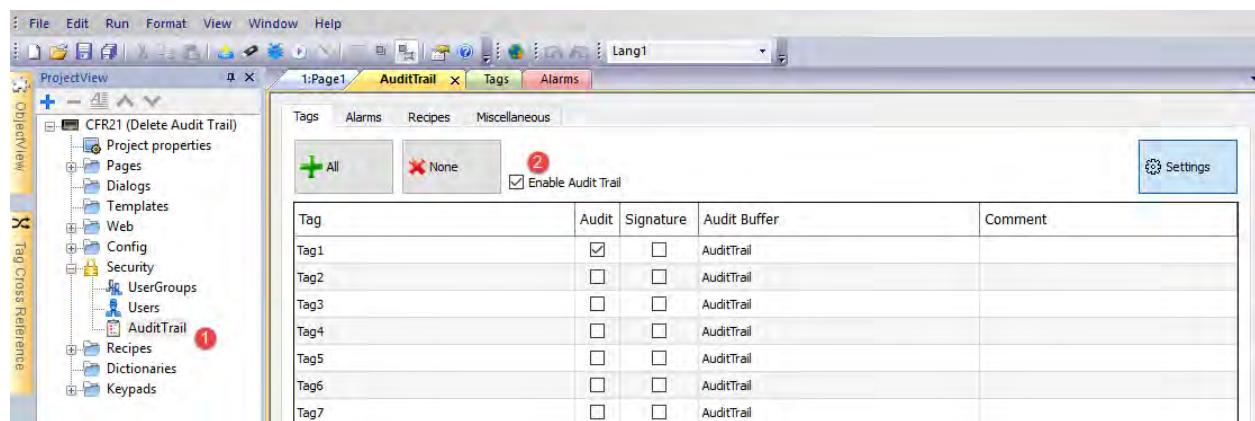 File Edit Run Format View Window Help
Lang1
ProjectView
1:Page1 AuditTrail Tags Alarms
ObjectView
Tag Cross Reference
CFR21 (Delete Audit Trail)
Project properties
Pages
Dialogs
Templates
Web
Config
Security
UserGroups
Users
AuditTrail 1
Recipes
Dictionaries
Keypads
Tags Alarms Recipes Miscellaneous
All None 2 Settings
Enable Audit Trail
Tag Audit Signature Audit Buffer Comment
Tag1 AuditTrail
Tag2 AuditTrail
Tag3 AuditTrail
Tag4 AuditTrail
Tag5 AuditTrail
Tag6 AuditTrail
Tag7 AuditTrail